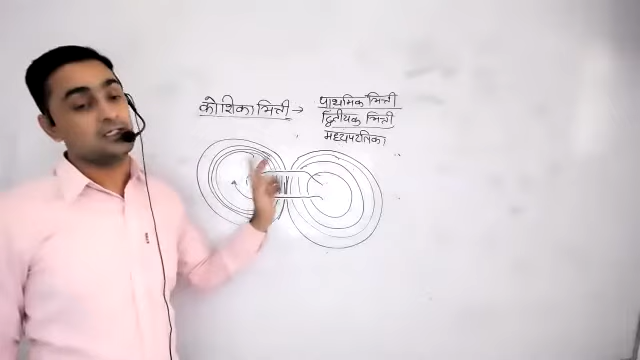 कोशिका भित्ती →
प्राथमिक भित्ती
द्वितीयक भित्ती
मध्यपटलिका